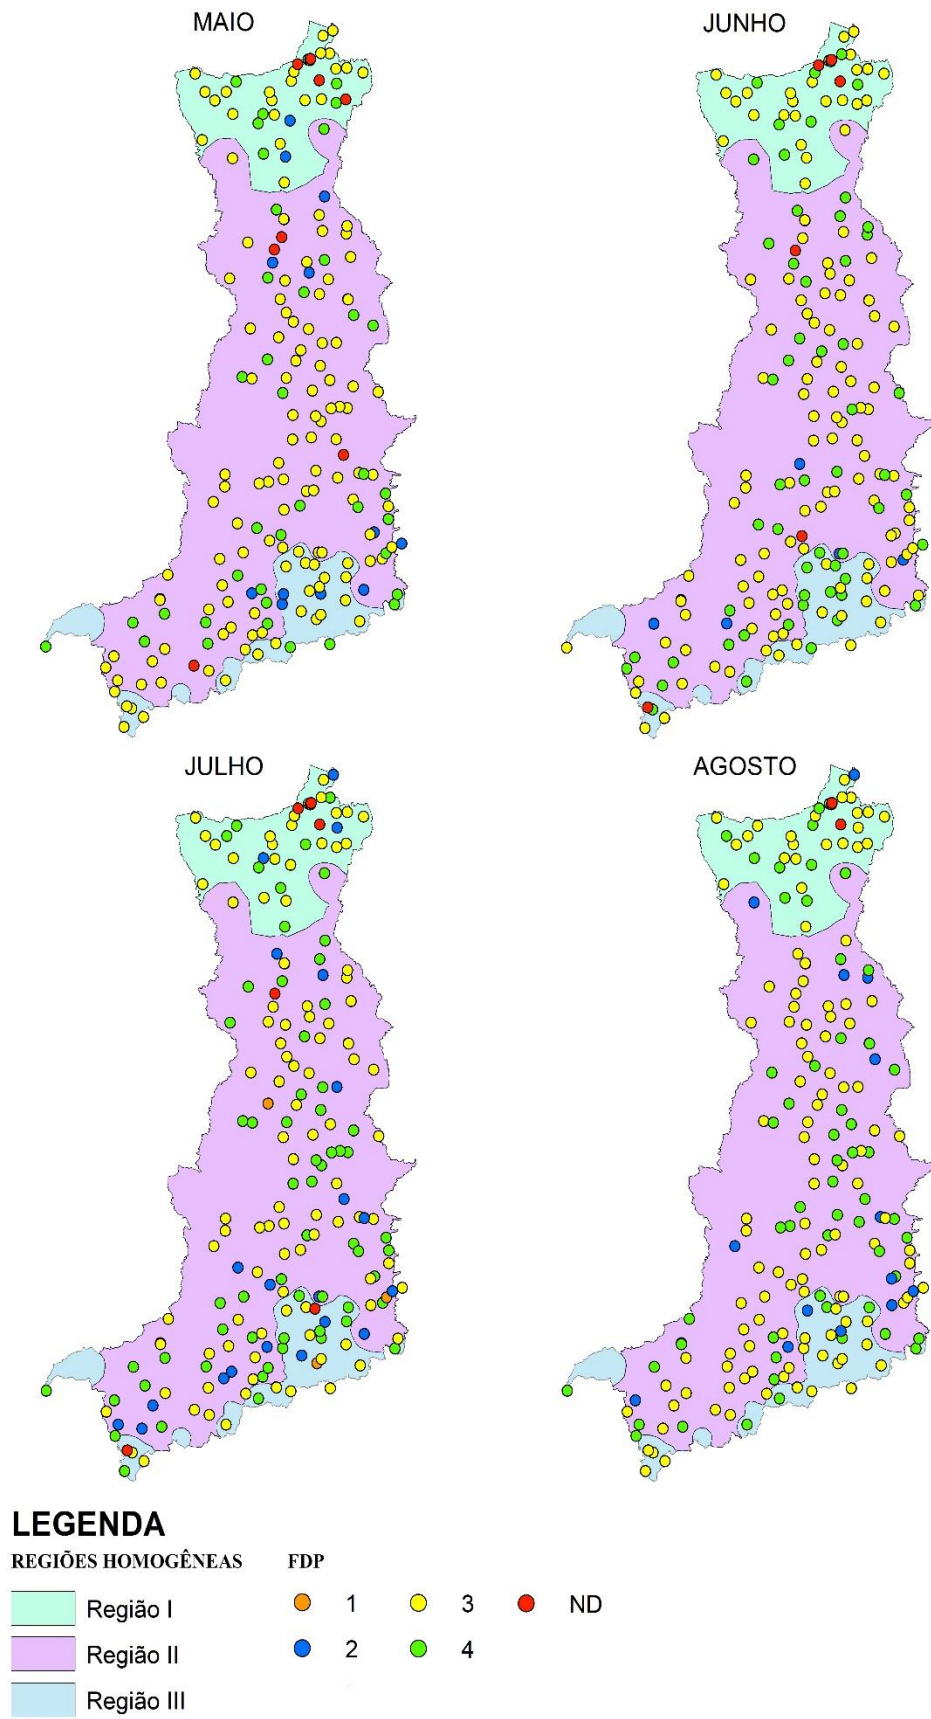 MAIO
JUNHO
JULHO
AGOSTO
LEGENDA
REGIÕES HOMOGÊNEAS
FDP
Região I
1
3
ND
Região II
2
4
Região III